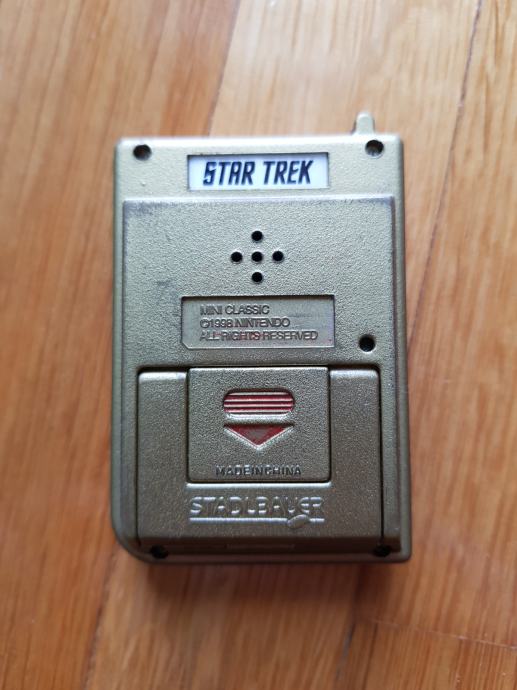 STAR TREK
MINI CLASSIC
©1998 NINTENDO
ALL RIGHTS RESERVED
MADE IN CHINA
STADLBAUER